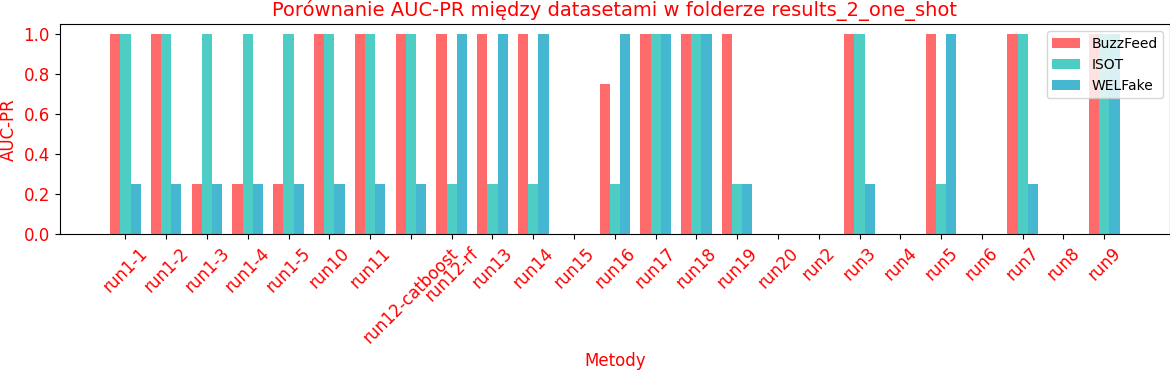 Porównanie AUC-PR między datasetami w folderze results_2_one_shot
AUC-PR
1.0
0.8
0.6
0.4
0.2
0.0
BuzzFeed
ISOT
WELFake
run1-1
run1-2
run1-3
run1-4
run1-5
run10
run11
run12-catboost
run12-rf
run13
run14
run15
run16
run17
run18
run19
run20
run2
run3
run4
run5
run6
run7
run8
run9
Metody